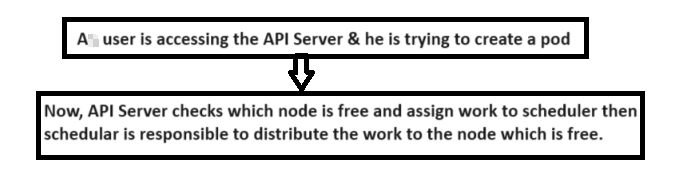 A user is accessing the API Server & he is trying to create a pod
Now, API Server checks which node is free and assign work to scheduler then
schedular is responsible to distribute the work to the node which is free.